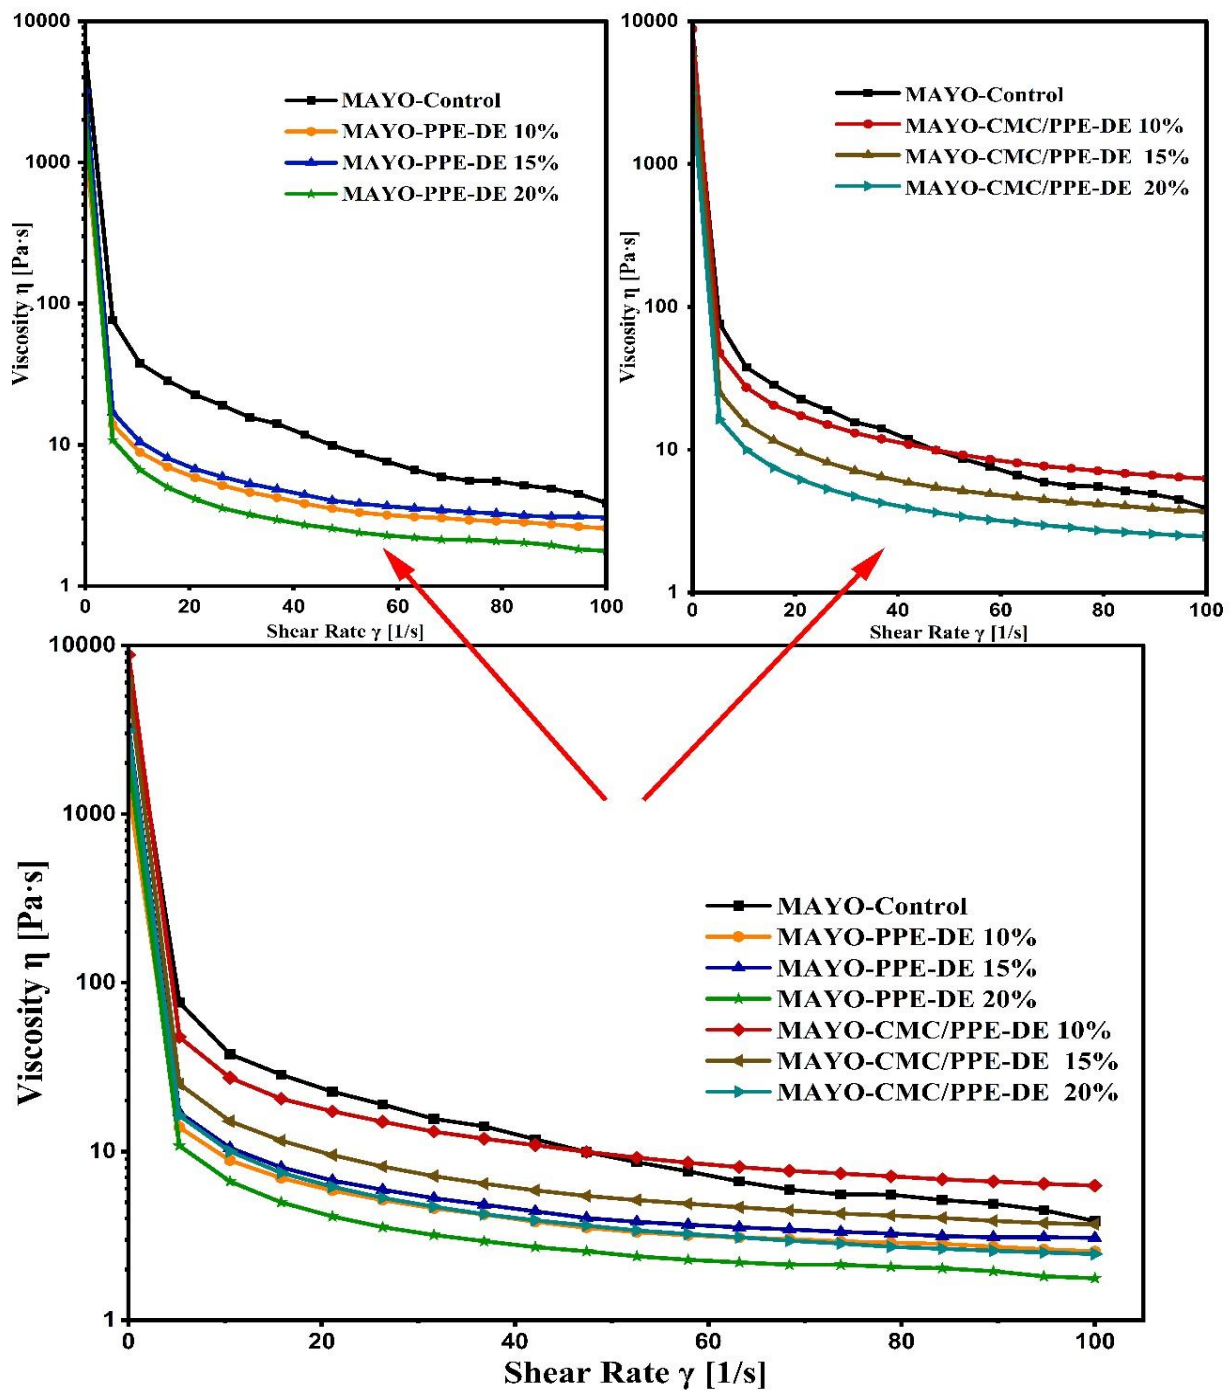 10000
1000
100
10
1
Viscosity η [Pa·s]
MAYO-Control
MAYO-PPE-DE 10%
MAYO-PPE-DE 15%
MAYO-PPE-DE 20%
0 20 40 60 80 100
Shear Rate γ [1/s]
10000
1000
100
10
1
Viscosity η [Pa·s]
MAYO-Control
MAYO-CMC/PPE-DE 10%
MAYO-CMC/PPE-DE 15%
MAYO-CMC/PPE-DE 20%
0 20 40 60 80 100
Shear Rate γ [1/s]
10000
1000
100
10
1
Viscosity η [Pa·s]
MAYO-Control
MAYO-PPE-DE 10%
MAYO-PPE-DE 15%
MAYO-PPE-DE 20%
MAYO-CMC/PPE-DE 10%
MAYO-CMC/PPE-DE 15%
MAYO-CMC/PPE-DE 20%
0 20 40 60 80 100
Shear Rate γ [1/s]